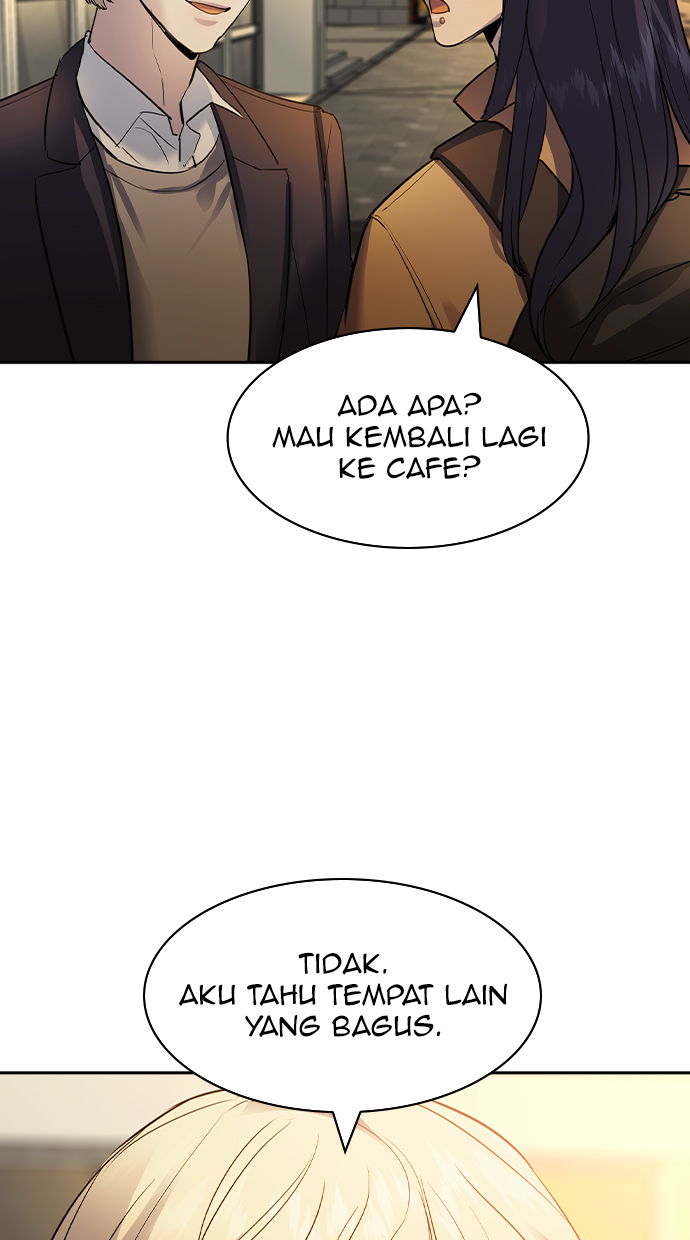 ADA APA?
MAU KEMBALI LAGI
KE CAFE?
TIDAK.
AKU TAHU TEMPAT LAIN
YANG BAGUS.